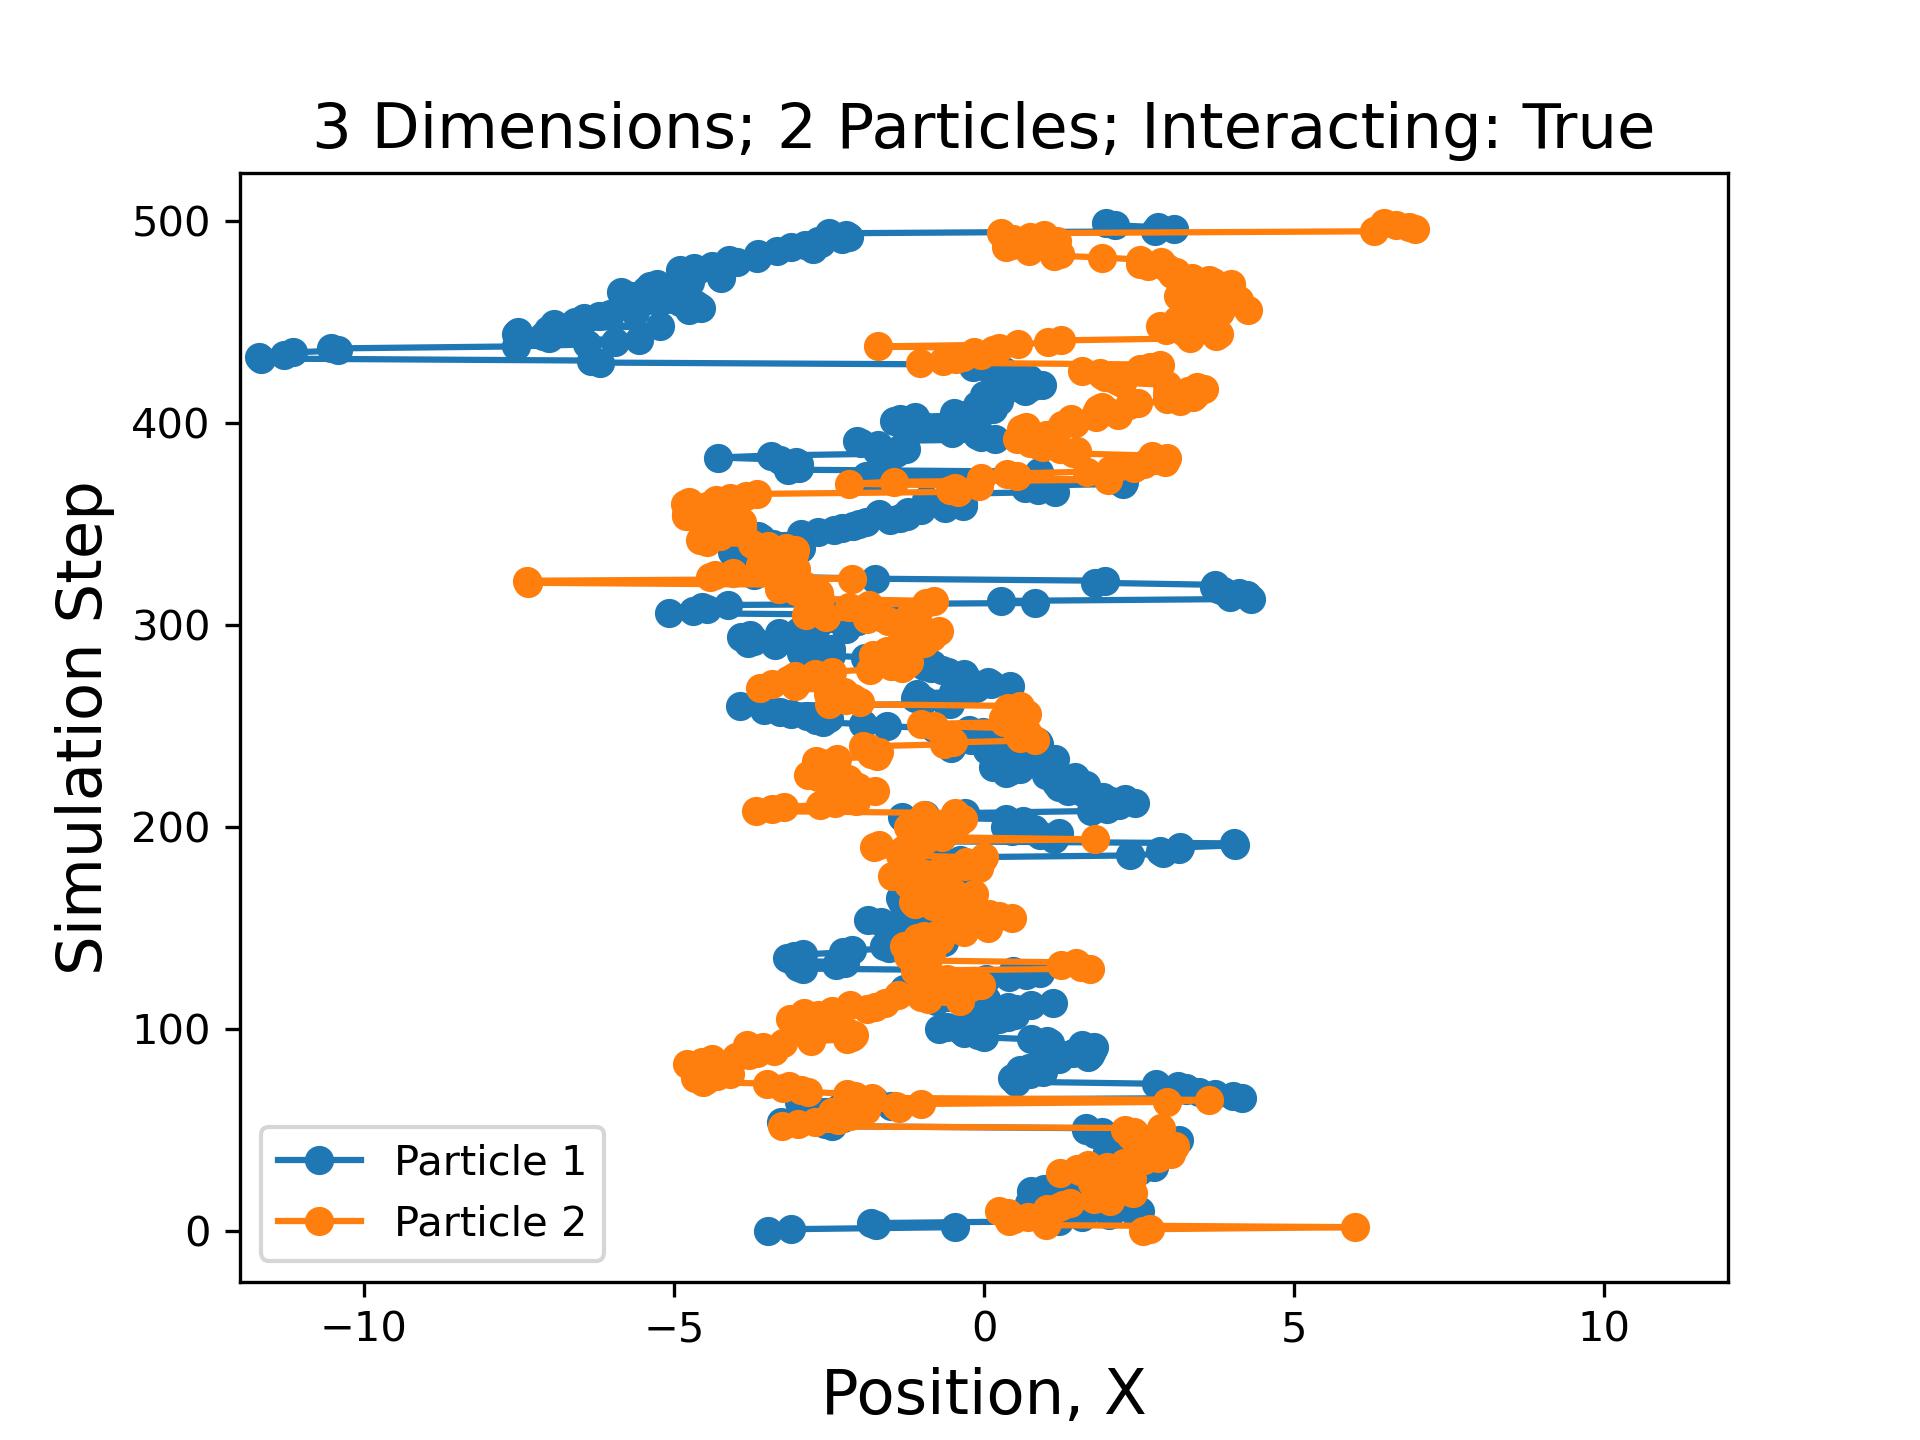 3 Dimensions; 2 Particles; Interacting: True
500
400
300
200
100
0
Simulation Step
Particle 1
Particle 2
−10
−5
0
5
10
Position, X